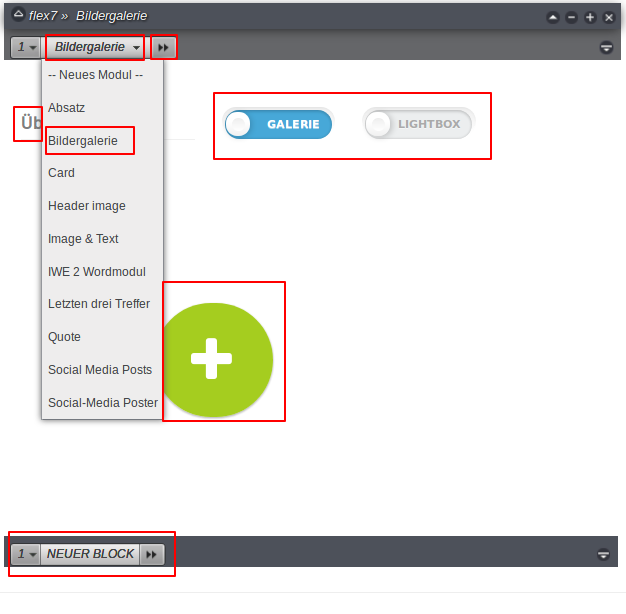 flex7 » Bildergalerie
1 Bildergalerie
-- Neues Modul --
Absatz
Üb
GALERIE LIGHTBOX
Bildergalerie
Card
Header image
Image & Text
IWE 2 Wordmodul
Letzten drei Treffer
Quote
Social Media Posts
Social-Media Poster
1 NEUER BLOCK